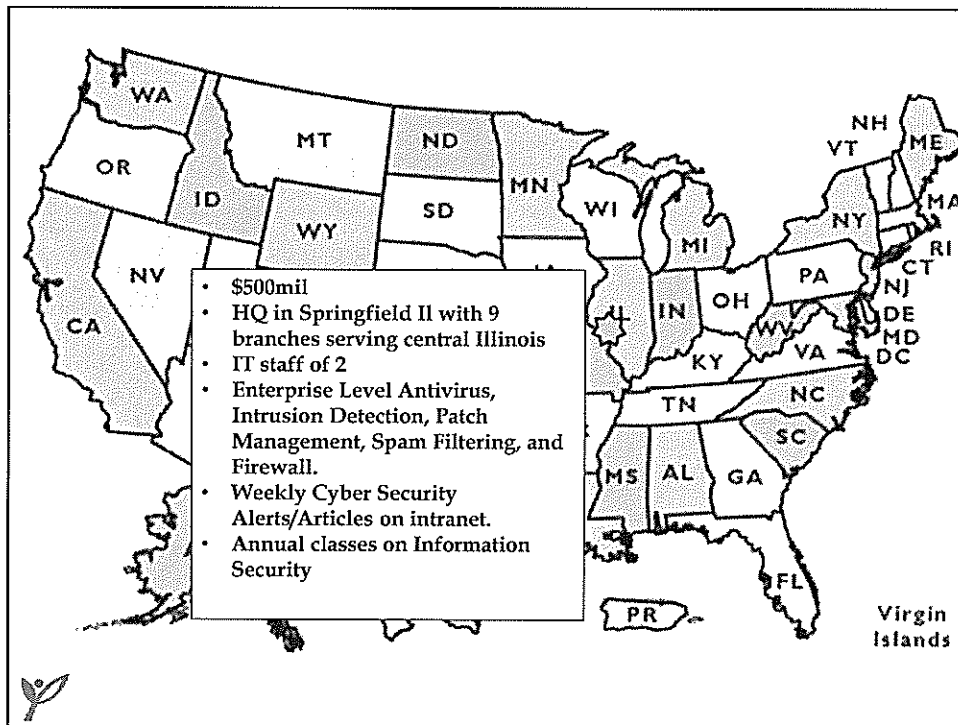 WA
MT
ND
MN
OR
ID
SD
WI
WY
NV
CA
MI
NH
VT
ME
NY
MA
RI
CT
PA
NJ
OH
IN
DE
WV
MD
VA
DC
KY
NC
TN
SC
MS
AL
GA
FL
PR
Virgin
Islands
• $500mil
• HQ in Springfield Il with 9
branches serving central Illinois
• IT staff of 2
• Enterprise Level Antivirus,
Intrusion Detection, Patch
Management, Spam Filtering, and
Firewall.
• Weekly Cyber Security
Alerts/Articles on intranet.
• Annual classes on Information
Security